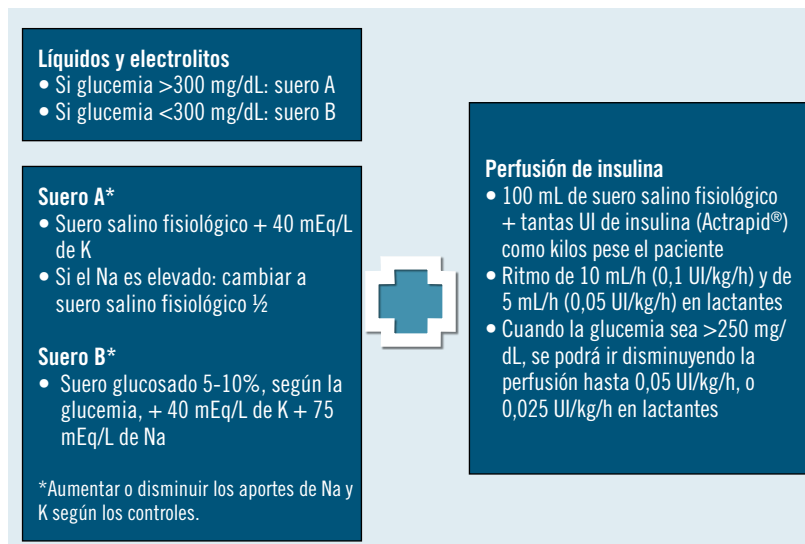 Líquidos y electrolitos
• Si glucemia >300 mg/dL: suero A
• Si glucemia <300 mg/dL: suero B
Suero A*
• Suero salino fisiológico + 40 mEq/L
de K
• Si el Na es elevado: cambiar a
suero salino fisiológico ½
Suero B*
• Suero glucosado 5-10%, según la
glucemia, + 40 mEq/L de K + 75
mEq/L de Na
*Aumentar o disminuir los aportes de Na y
K según los controles.
Perfusión de insulina
• 100 mL de suero salino fisiológico
+ tantas UI de insulina (Actrapid®)
como kilos pese el paciente
• Ritmo de 10 mL/h (0,1 UI/kg/h) y de
5 mL/h (0,05 UI/kg/h) en lactantes
• Cuando la glucemia sea >250 mg/
dL, se podrá ir disminuyendo la
perfusión hasta 0,05 UI/kg/h, o
0,025 UI/kg/h en lactantes